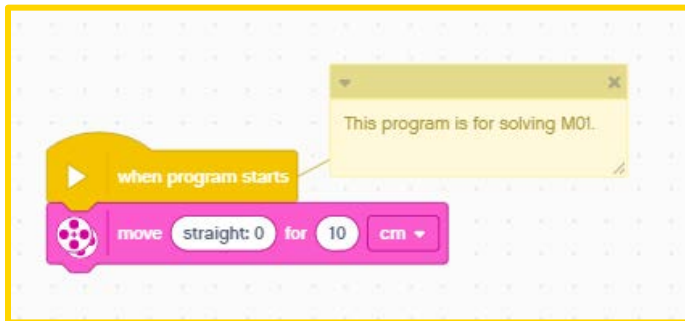 This program is for solving M01.
when program starts
move straight: 0 for 10 cm